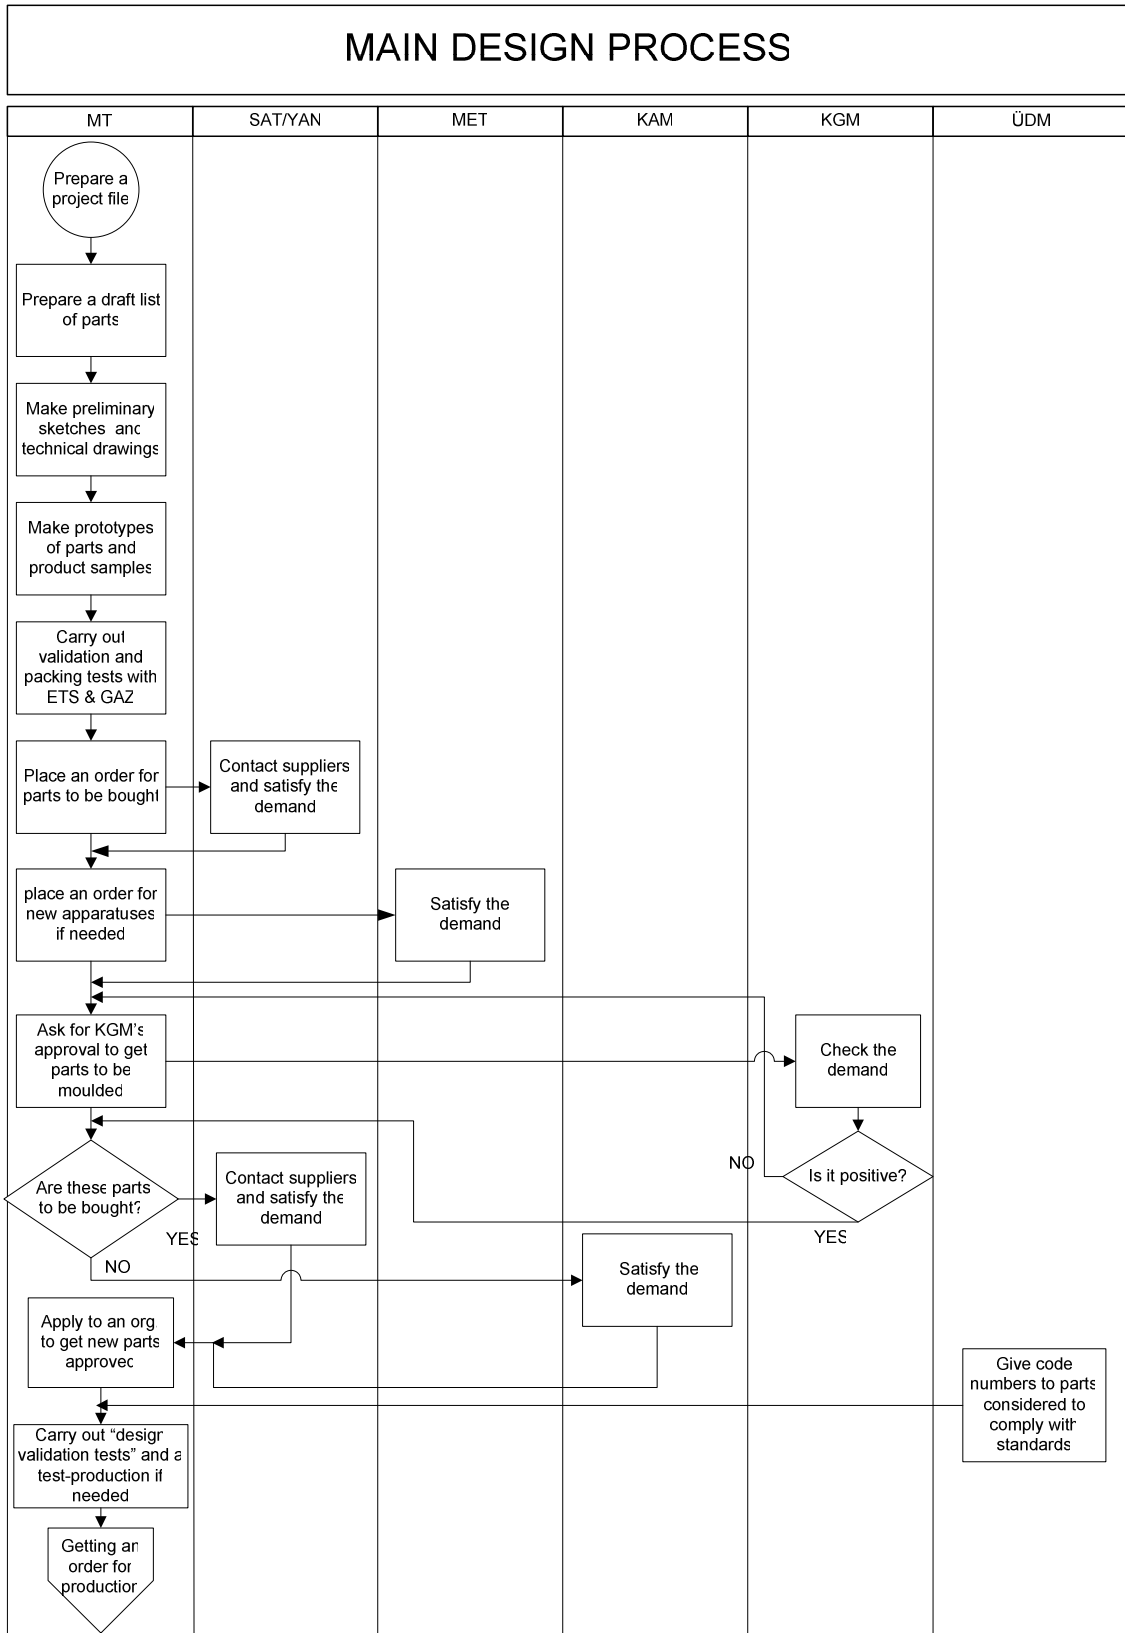 MAIN DESIGN PROCESS
MT
SAT/YAN
MET
KAM
KGM
ÜDM
Prepare a
project file
Prepare a draft list
of parts
Make preliminary
sketches and
technical drawings
Make prototypes
of parts and
product samples
Carry out
validation and
packing tests with
ETS & GAZ
Place an order for
parts to be bought
Contact suppliers
and satisfy the
demand
place an order for
new apparatuses
if needed
Satisfy the
demand
Ask for KGM's
approval to get
parts to be
moulded
Check the
demand
Is it positive?
NO
YES
Are these parts
to be bought?
YES
NO
Contact suppliers
and satisfy the
demand
Satisfy the
demand
Apply to an org.
to get new parts
approved
Give code
numbers to parts
considered to
comply with
standards
Carry out “design
validation tests” and a
test-production if
needed
Getting an
order for
production